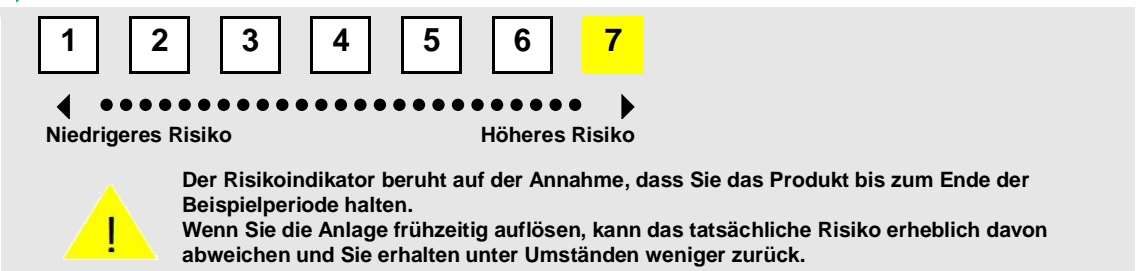 1 2 3 4 5 6 7
Niedrigeres Risiko Höheres Risiko
Der Risikoindikator beruht auf der Annahme, dass Sie das Produkt bis zum Ende der
Beispielperiode halten.
Wenn Sie die Anlage frühzeitig auflösen, kann das tatsächliche Risiko erheblich davon
abweichen und Sie erhalten unter Umständen weniger zurück.
!